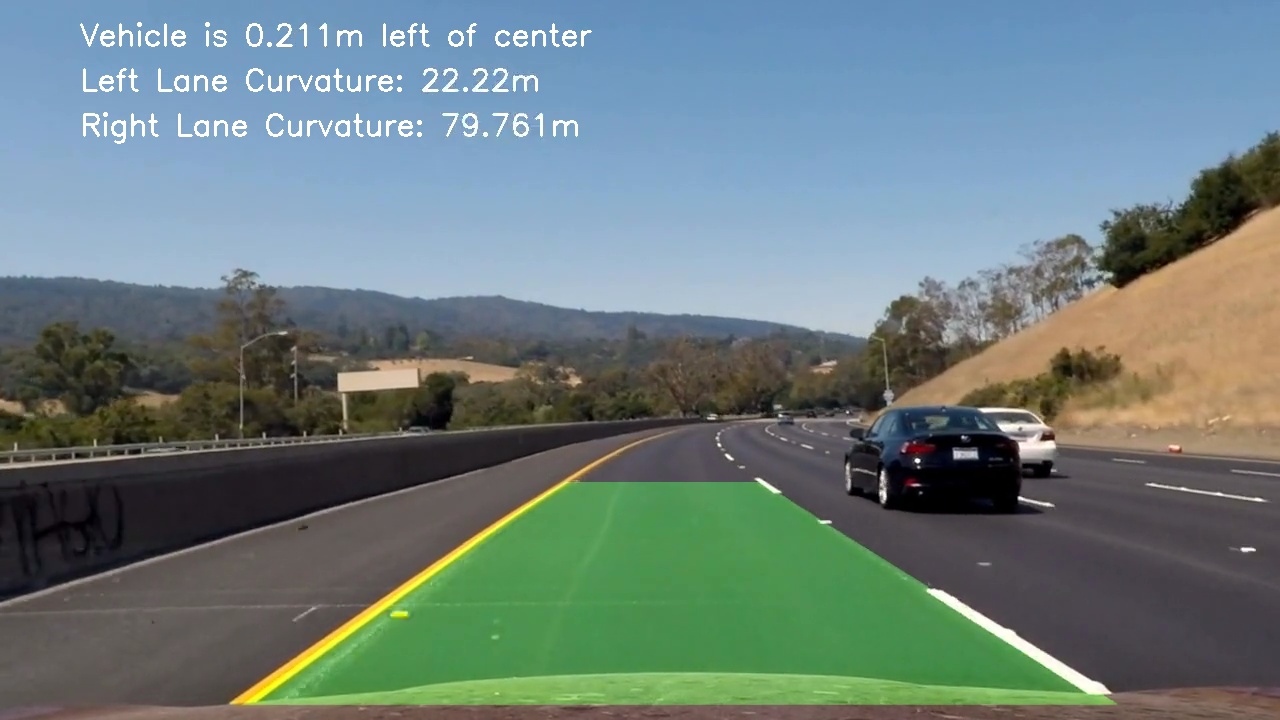 Vehicle is 0.211m left of center
Left Lane Curvature: 22.22m
Right Lane Curvature: 79.761m